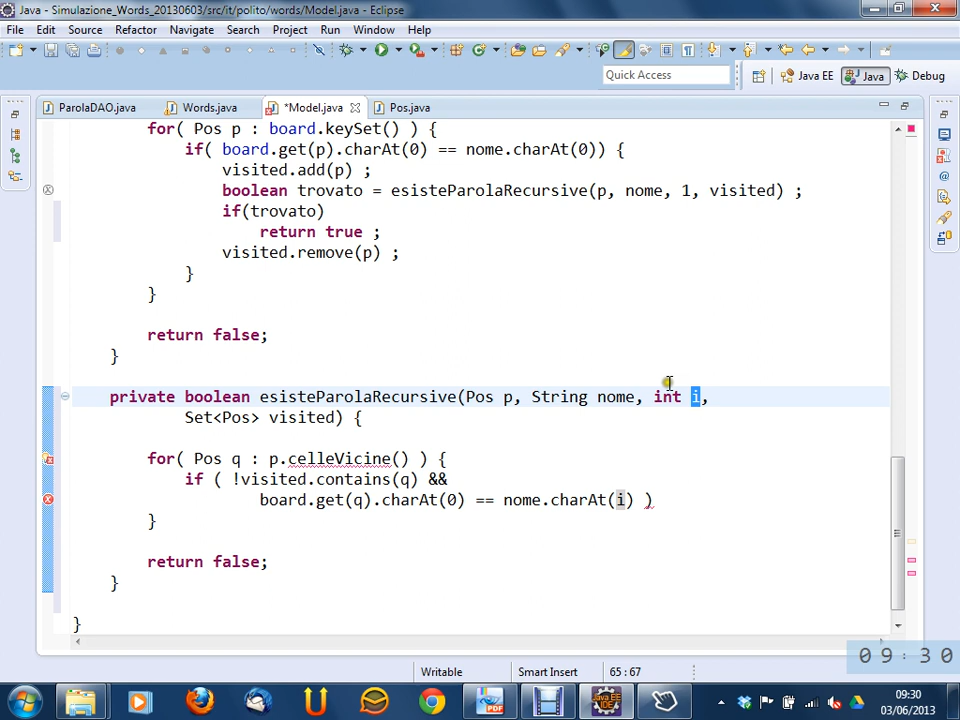 Java - Simulazione_Words_20130603/src/it/polito/words/Model.java - Eclipse
File Edit Source Refactor Navigate Search Project Run Window Help
Quick Access
Java EE Java Debug
ParolaDAO.java Words.java *Model.java Pos.java
for( Pos p : board.keySet() ) {
if( board.get(p).charAt(0) == nome.charAt(0)) {
visited.add(p) ;
boolean trovato = esisteParolaRecursive(p, nome, 1, visited) ;
if(trovato)
return true ;
visited.remove(p) ;
}
}
return false;
}
private boolean esisteParolaRecursive(Pos p, String nome, int i,
Set<Pos> visited) {
for( Pos q : p.celleVicine() ) {
if ( !visited.contains(q) &&
board.get(q).charAt(0) == nome.charAt(i) )
}
return false;
}
}
09:30
Writable Smart Insert 65 : 67
09:30
03/06/2013